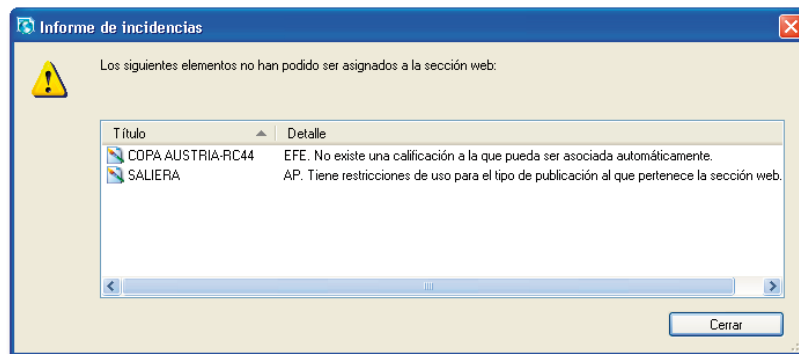 Informe de incidencias
Los siguientes elementos no han podido ser asignados a la sección web:
Título Detalle
COPA AUSTRIA-RC44 EFE. No existe una calificación a la que pueda ser asociada automáticamente.
SALIERA AP. Tiene restricciones de uso para el tipo de publicación al que pertenece la sección web.
Cerrar